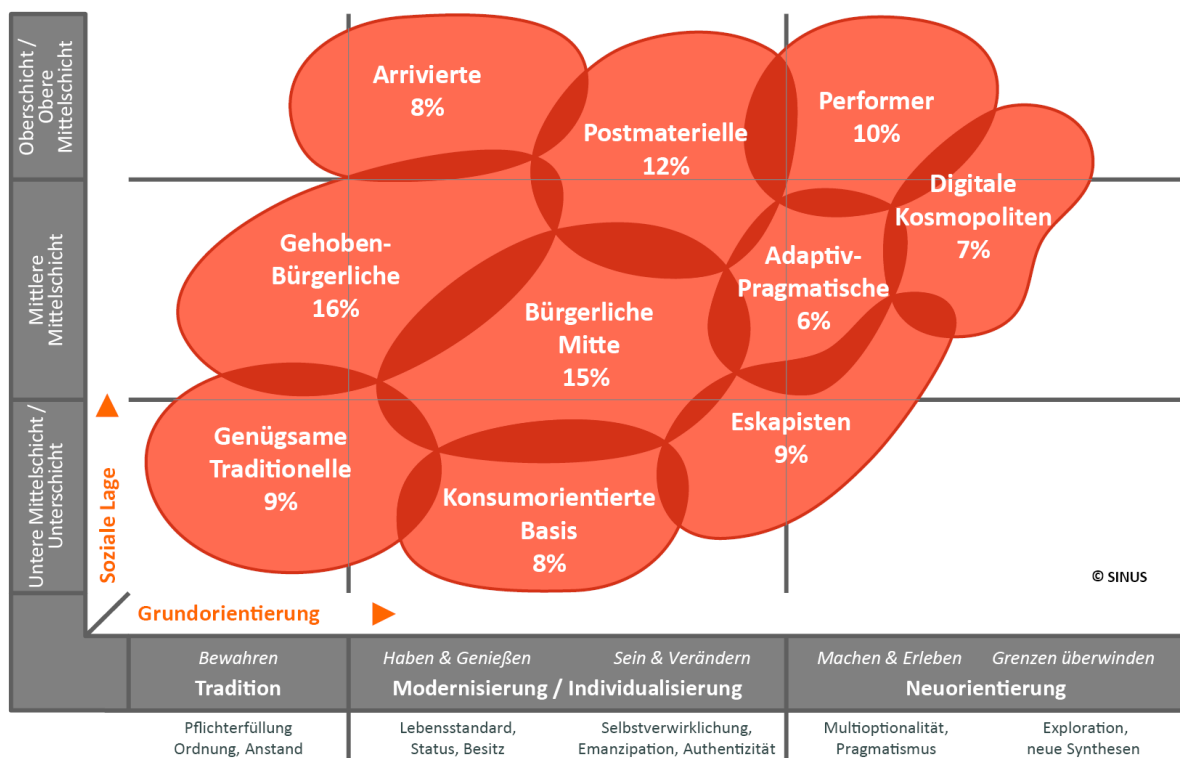 Oberschicht /
Obere
Mittelschicht
Mittlere
Mittelschicht
Untere Mittelschicht /
Unterschicht
Soziale Lage
Arrivierte
8%
Postmaterielle
12%
Performer
10%
Digitale
Kosmopoliten
7%
Gehoben-
Bürgerliche
16%
Bürgerliche
Mitte
15%
Adaptiv-
Pragmatische
6%
Genügsame
Traditionelle
9%
Konsumorientierte
Basis
8%
Eskapisten
9%
© SINUS
Grundorientierung
Bewahren
Tradition
Haben & Genießen
Sein & Verändern
Modernisierung / Individualisierung
Machen & Erleben
Grenzen überwinden
Neuorientierung
Pflichterfüllung
Ordnung, Anstand
Lebensstandard,
Status, Besitz
Selbstverwirklichung,
Emanzipation, Authentizität
Multioptionalität,
Pragmatismus
Exploration,
neue Synthesen